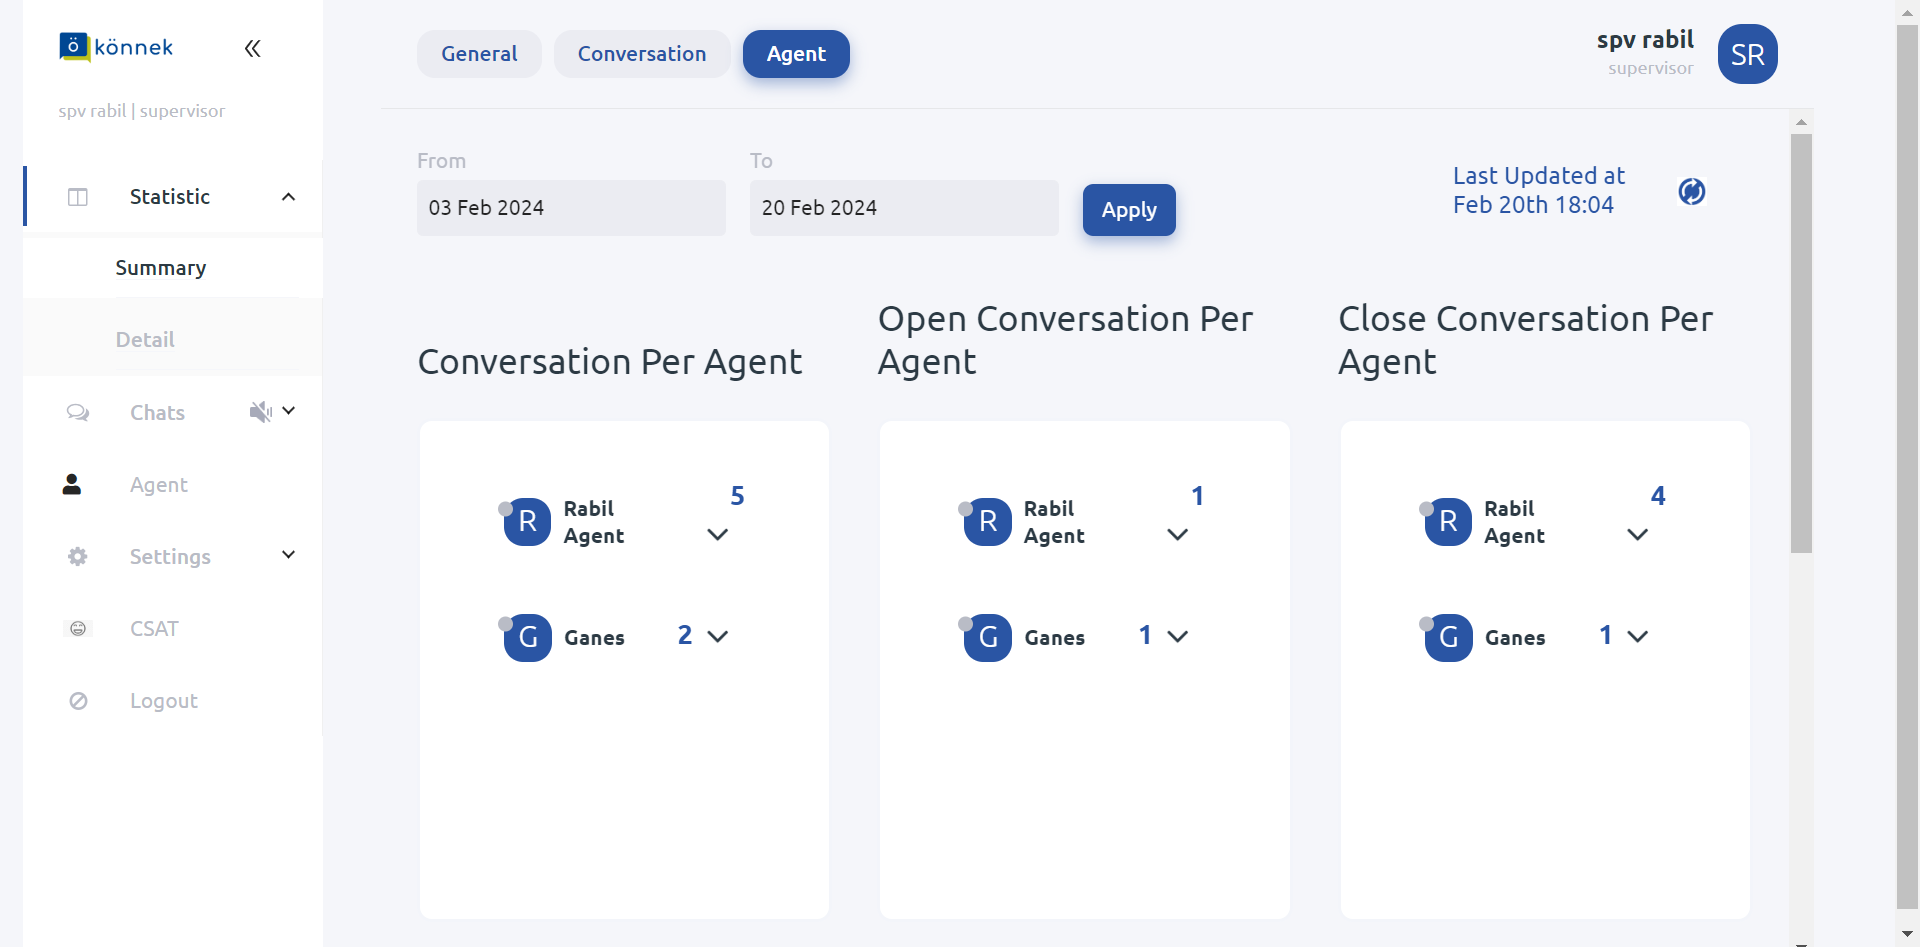 könnek
spv rabil | supervisor
Statistic
Summary
Detail
Chats
Agent
Settings
CSAT
Logout
General
Conversation
Agent
spv rabil
supervisor
SR
From
03 Feb 2024
To
20 Feb 2024
Apply
Last Updated at
Feb 20th 18:04
Conversation Per Agent
R
Rabil
Agent
5
G
Ganes
2
Open Conversation Per
Agent
R
Rabil
Agent
1
G
Ganes
1
Close Conversation Per
Agent
R
Rabil
Agent
4
G
Ganes
1